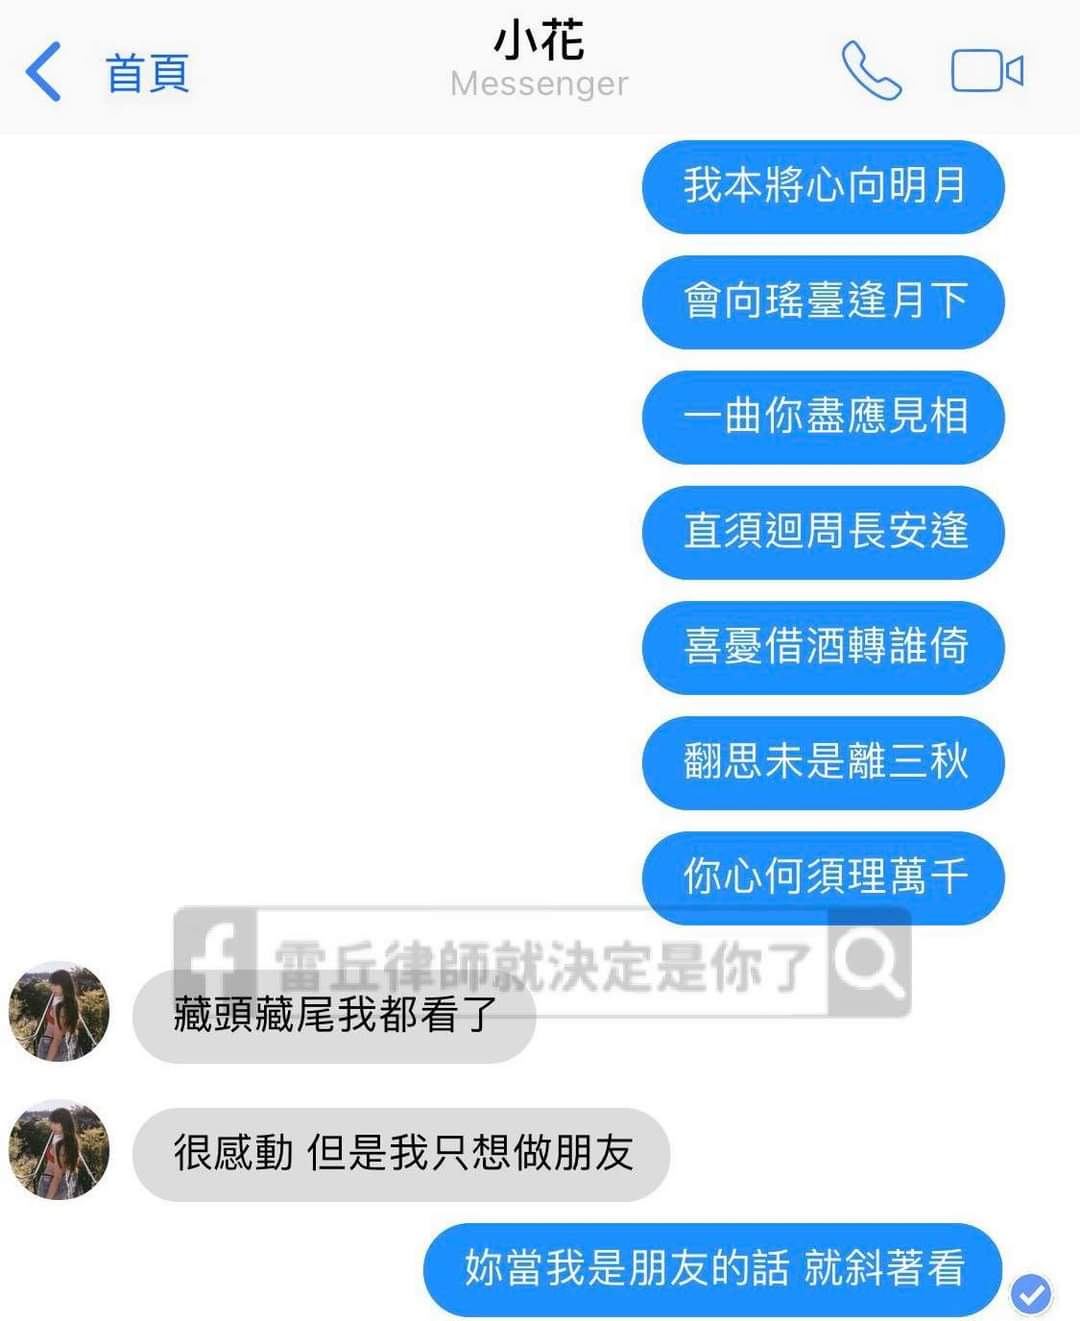 首頁
小花
Messenger
我本將心向明月
會向瑤臺逢月下
一曲你盡應見相
直須迴周長安逢
喜憂借酒轉誰倚
翻思未是離三秋
你心何須理萬千
雷丘律師就決定是你了
藏頭藏尾我都看了
很感動 但是我只想做朋友
妳當我是朋友的話 就斜著看